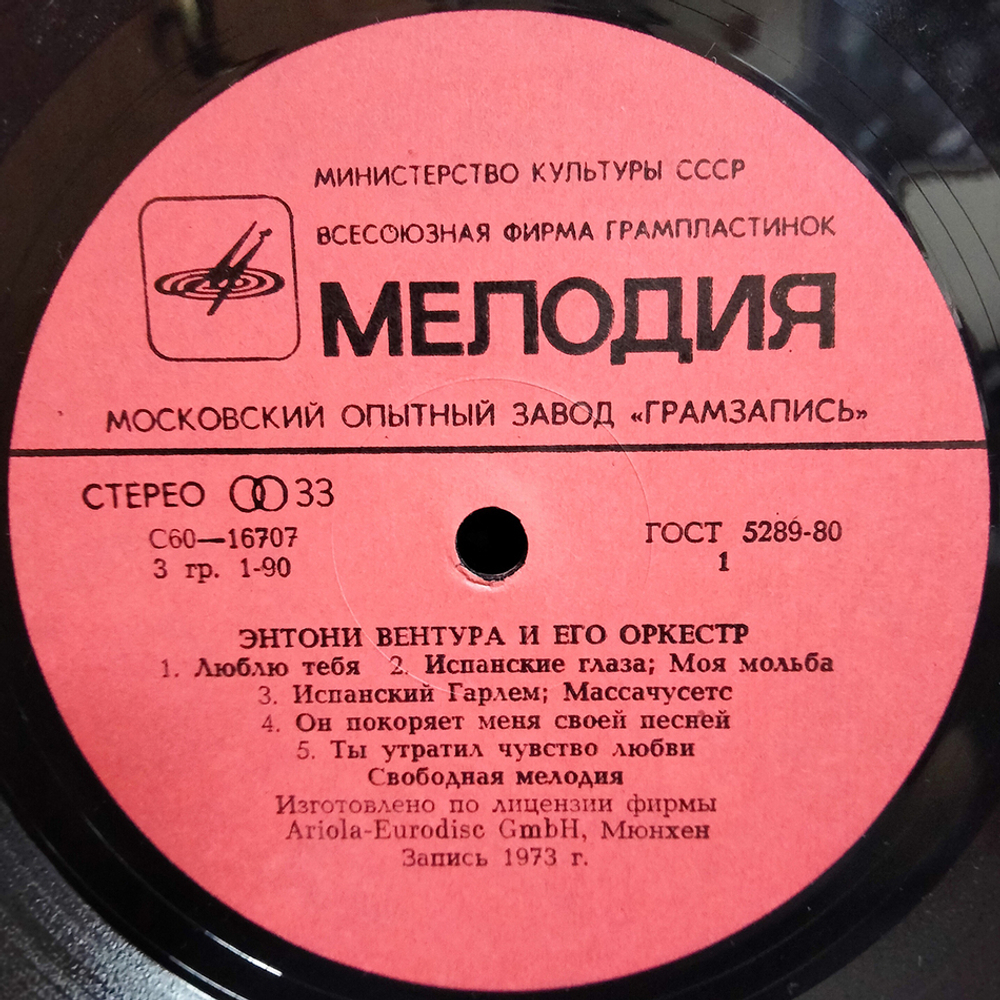 МИНИСТЕРСТВО КУЛЬТУРЫ СССР
ВСЕСОЮЗНАЯ ФИРМА ГРАМПЛАСТИНОК
МЕЛОДИЯ
МОСКОВСКИЙ ОПЫТНЫЙ ЗАВОД «ГРАМЗАПИСЬ»
СТЕРЕО 33
С60—16707
3 гр. 1-90
ГОСТ 5289-80
1
ЭНТОНИ ВЕНТУРА И ЕГО ОРКЕСТР
1. Люблю тебя 2. Испанские глаза; Моя мольба
3. Испанский Гарлем; Массачусетс
4. Он покоряет меня своей песней
5. Ты утратил чувство любви
Свободная мелодия
Изготовлено по лицензии фирмы
Ariola-Eurodisc GmbH, Мюнхен
Запись 1973 г.